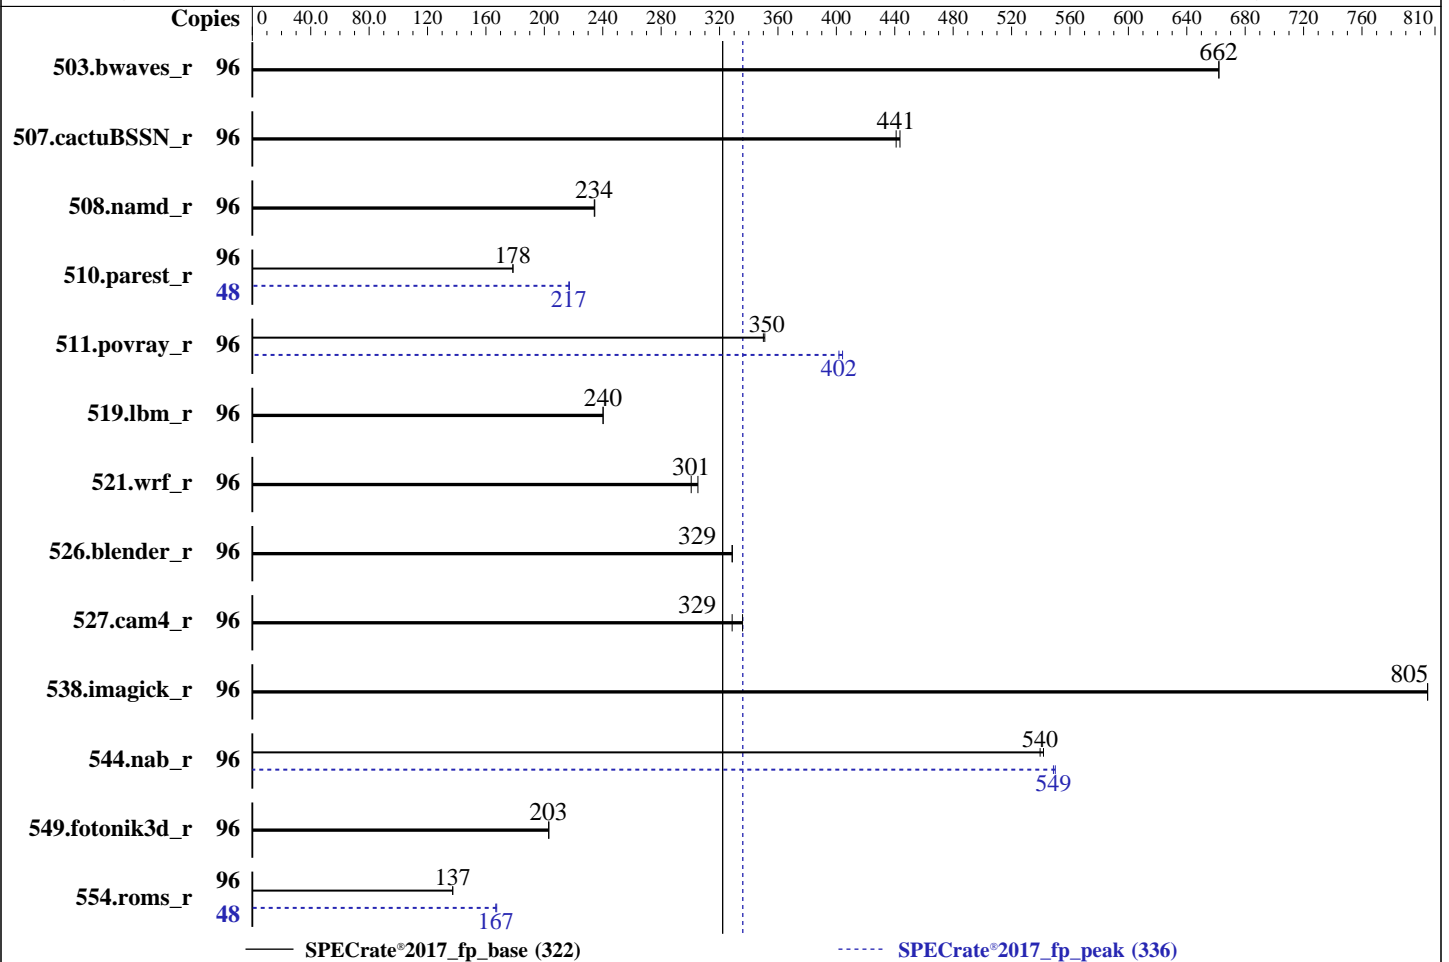 Copies 0 40.0 80.0 120 160 200 240 280 320 360 400 440 480 520 560 600 640 680 720 760 810
503.bwaves_r 96 662
507.cactuBSSN_r 96 441
508.namd_r 96 234
510.parest_r 96 178
48 217
511.povray_r 96 350
402
519.lbm_r 96 240
521.wrf_r 96 301
526.blender_r 96 329
527.cam4_r 96 329
538.imagick_r 96 805
544.nab_r 96 540
549
549.fotonik3d_r 96 203
554.roms_r 96 137
48 167
SPECrate®2017_fp_base (322) SPECrate®2017_fp_peak (336)